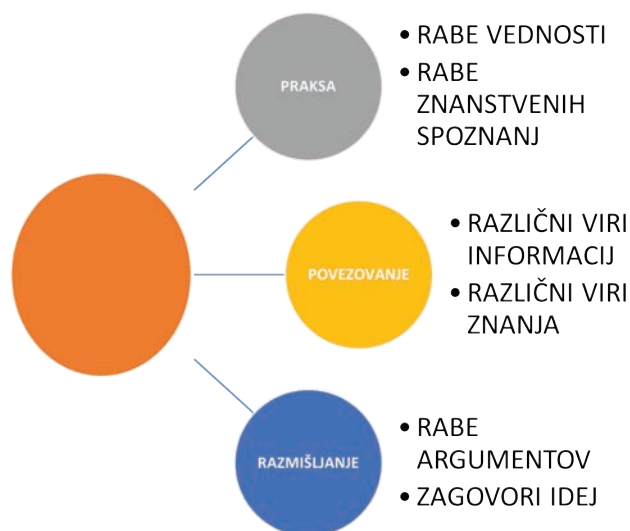 PRAKSA
• RABE VEDNOSTI
• RABE
ZNANSTVENIH
SPOZNANJ
POVEZOVANJE
• RAZLIČNI VIRI
INFORMACIJ
• RAZLIČNI VIRI
ZNANJA
RAZMIŠLJANJE
• RABE
ARGUMENTOV
• ZAGOVORI IDEJ